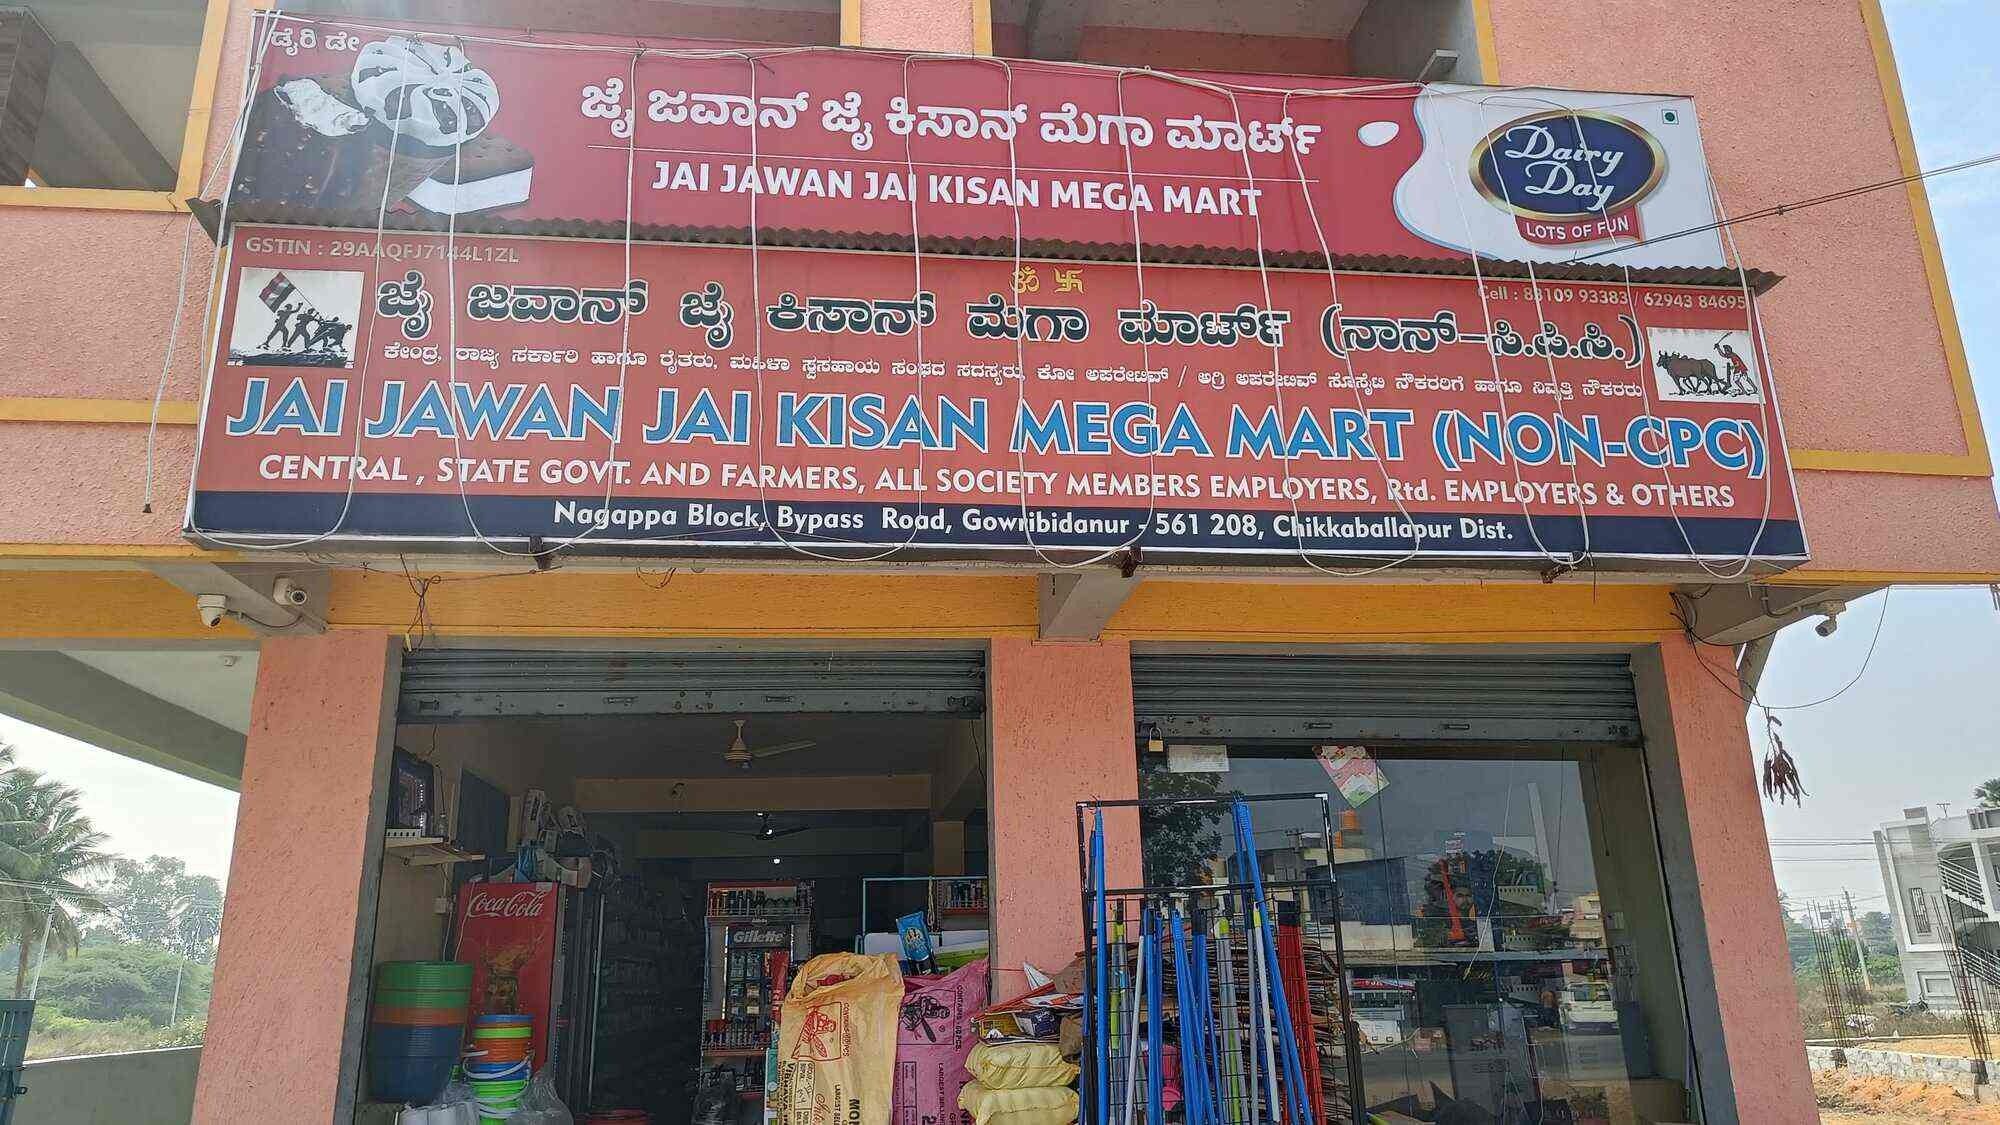 ಡೈರಿ ಡೇ
ಜೈ ಜವಾನ್ ಜೈ ಕಿಸಾನ್ ಮೆಗಾ ಮಾರ್ಟ್
JAI JAWAN JAI KISAN MEGA MART
Dairy
Day
LOTS OF FUN
GSTIN : 29AAQFJ7144L1ZL
ॐ 卐
Cell : 88109 93383 / 62943 84695
ಜೈ ಜವಾನ್ ಜೈ ಕಿಸಾನ್ ಮೆಗಾ ಮಾರ್ಟ್ (ನಾನ್-ಸಿ.ಪಿ.ಸಿ.)
ಕೇಂದ್ರ, ರಾಜ್ಯ ಸರ್ಕಾರಿ ಹಾಗೂ ರೈತರು, ಮಹಿಳಾ ಸ್ವಸಹಾಯ ಸಂಘದ ಸದಸ್ಯರು, ಕೋ ಅಪರೇಟಿವ್ / ಅಗ್ರಿ ಅಪರೇಟಿವ್ ಸೊಸೈಟಿ ನೌಕರರಿಗೆ ಹಾಗೂ ನಿವೃತ್ತಿ ನೌಕರರು
JAI JAWAN JAI KISAN MEGA MART (NON-CPC)
CENTRAL , STATE GOVT. AND FARMERS, ALL SOCIETY MEMBERS EMPLOYERS, Rtd. EMPLOYERS & OTHERS
Nagappa Block, Bypass Road, Gowribidanur - 561 208, Chikkaballapur Dist.
Coca-Cola
Gillette